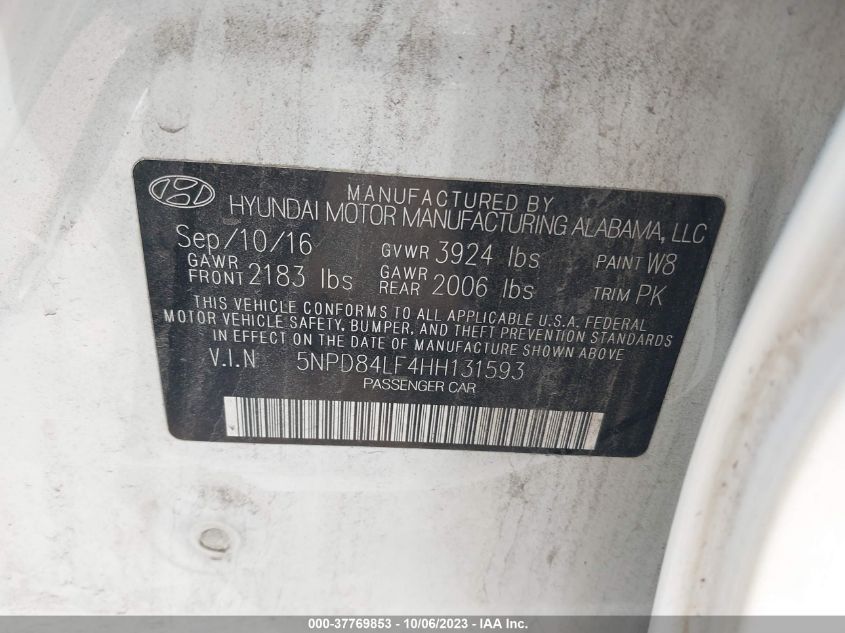 MANUFACTURED BY
HYUNDAI MOTOR MANUFACTURING ALABAMA, LLC
Sep/10/16 GVWR 3924 lbs PAINT W8
GAWR FRONT 2183 lbs GAWR REAR 2006 lbs TRIM PK
THIS VEHICLE CONFORMS TO ALL APPLICABLE U.S.A. FEDERAL
MOTOR VEHICLE SAFETY, BUMPER, AND THEFT PREVENTION STANDARDS
IN EFFECT ON THE DATE OF MANUFACTURE SHOWN ABOVE
V.I.N 5NPD84LF4HH131593
PASSENGER CAR
000-37769853 - 10/06/2023 - IAA Inc.